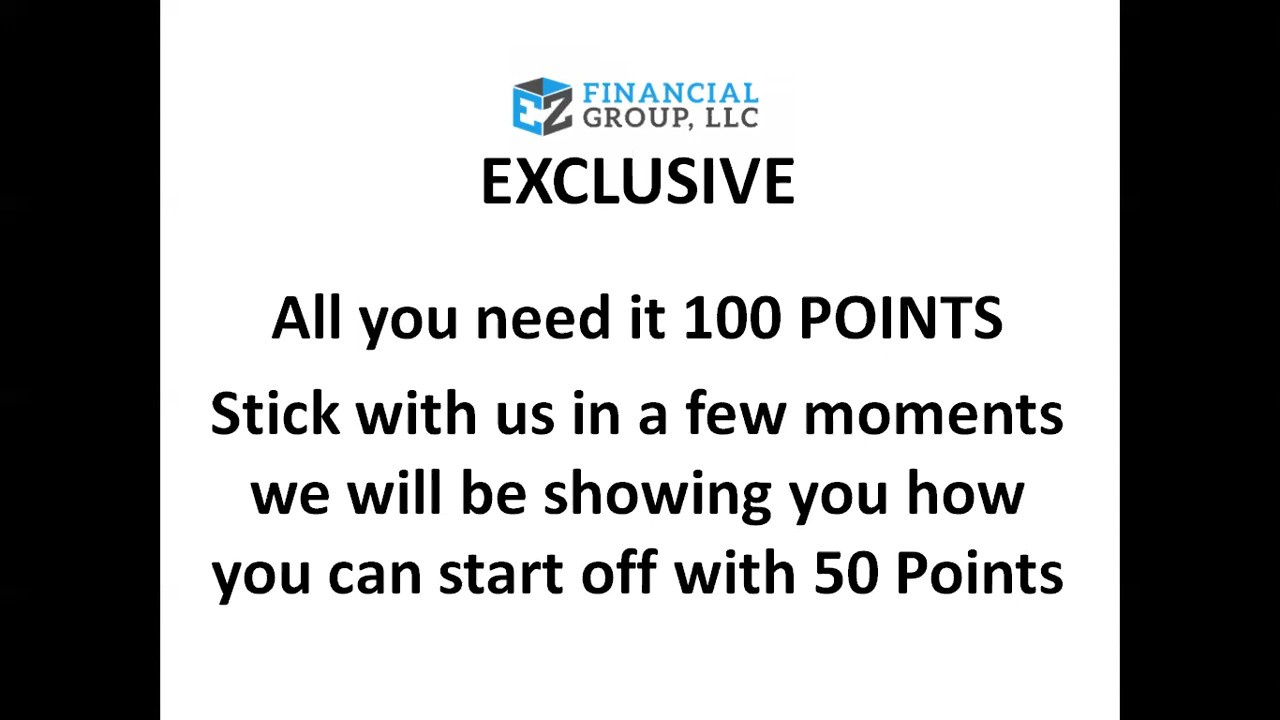 EZ FINANCIAL
GROUP, LLC
EXCLUSIVE
All you need it 100 POINTS
Stick with us in a few moments
we will be showing you how
you can start off with 50 Points